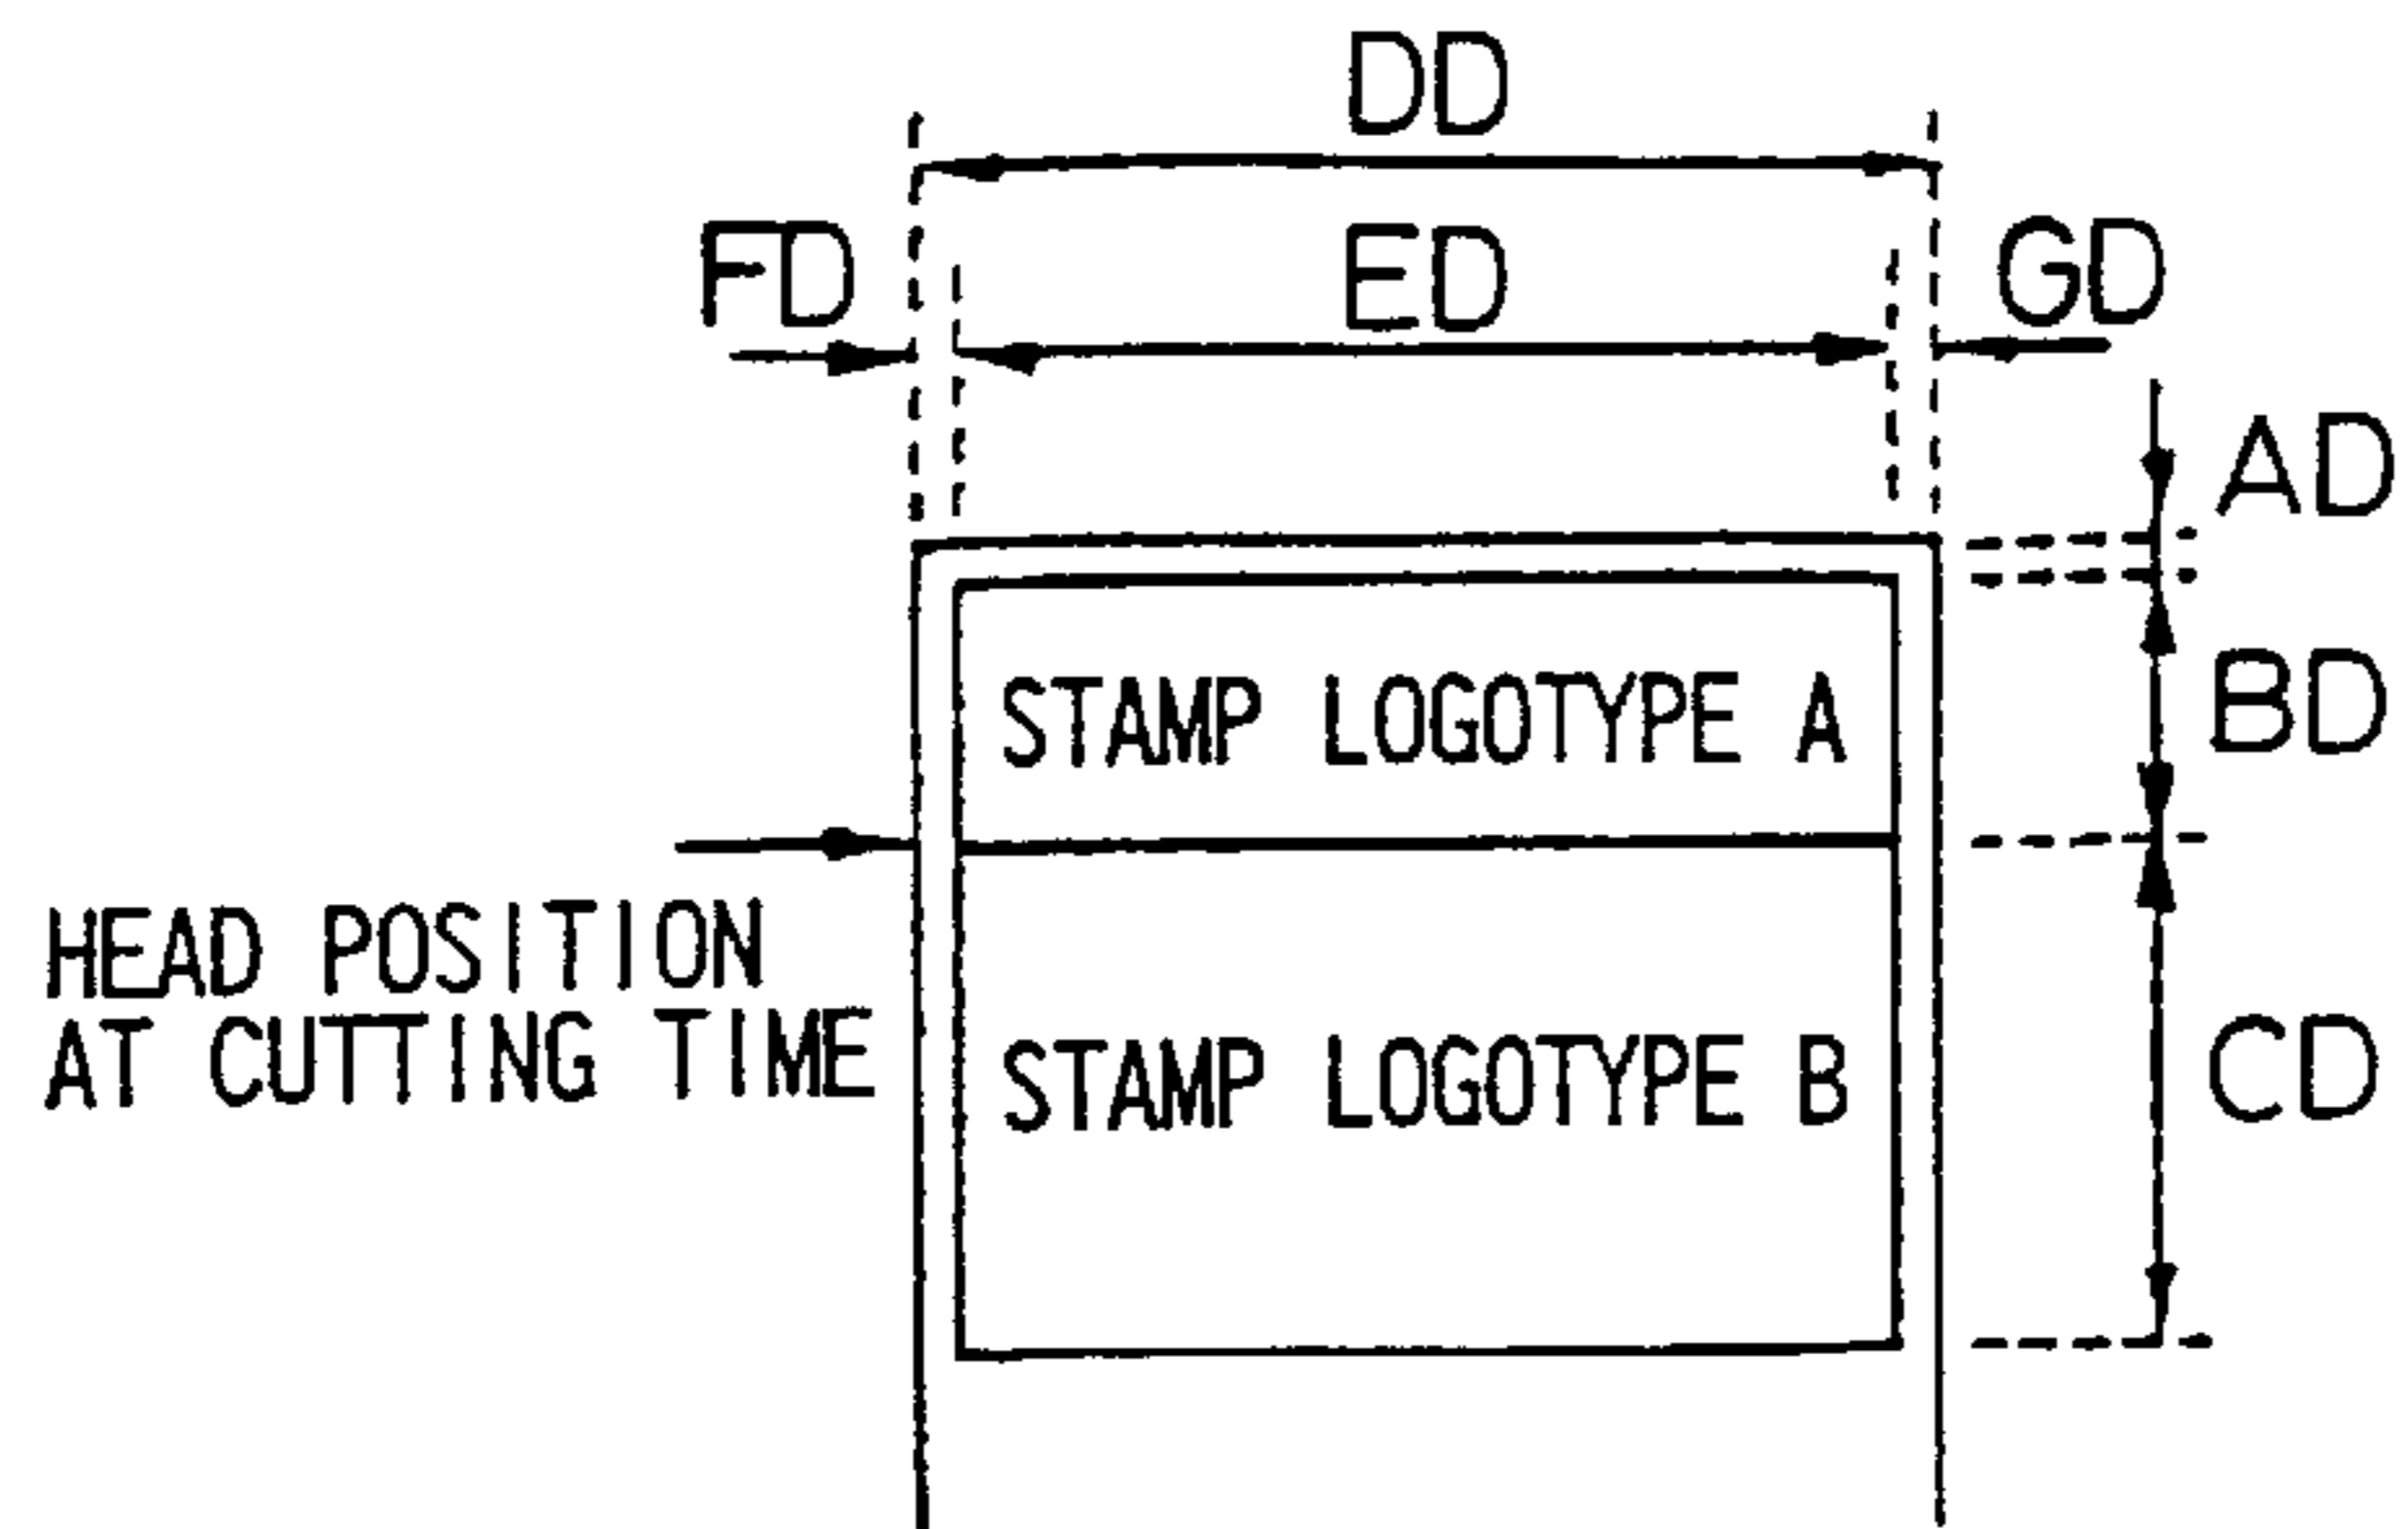 DD
FD ED GD
AD
STAMP LOGOTYPE A
BD
HEAD POSITION
AT CUTTING TIME
STAMP LOGOTYPE B
CD